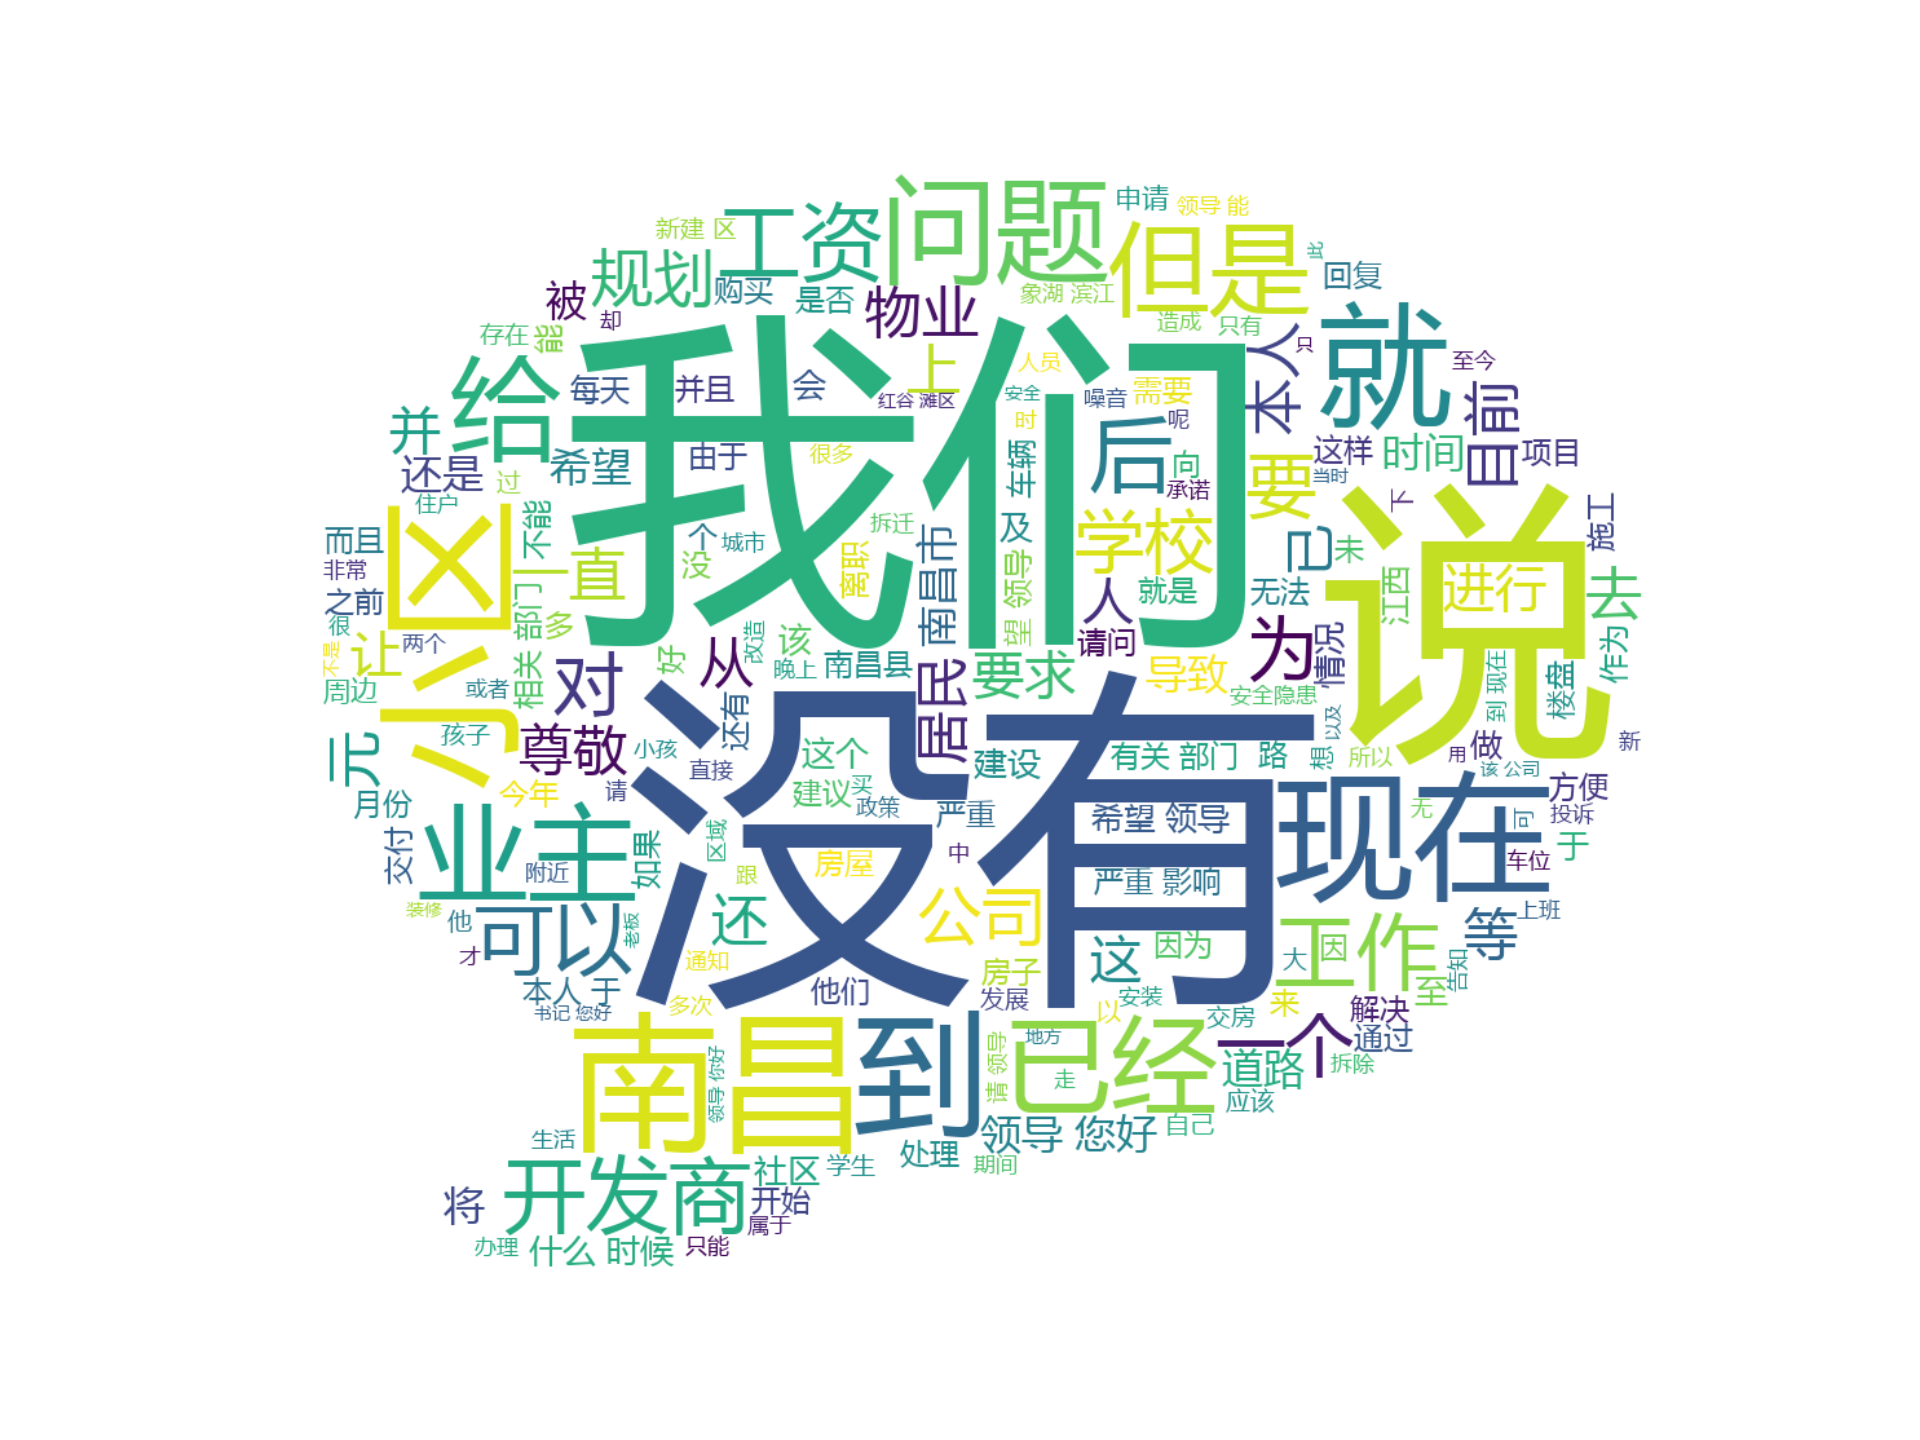 申请
领导 能
新建 区
工资
问题
但是
此
规划
购买
是否
物业
象湖 滨江
回复
被
却
造成
只有
就
存在
能
给
我们
本人
只
至今
每天
并且
会
上
人员
需要
目前
红谷 滩区
安全
噪音
并
时
呢
后
还是
希望
由于
很多
车辆
向
要
这样
时间
项目
过
承诺
当时
住户
下
说
小区
不能
个
城市
拆迁
南昌市
及
学校
已
未
施工
而且
非常
一直
没
离职
望 领导
就是
无法
江西
进行
去
之前
相关 部门
多
人
很
两个
让
改造
该
请问
为
情况
作为
不是
好
从
晚上
南昌县
居民
要求
导致
周边
或者
对
安全隐患
到 现在
楼盘
元
孩子
尊敬
还有
小孩
这个
没有
建设
有关 部门
路
想
以及
所以
用
做
新
直接
该 公司
今年
请
建议
买
政策
严重
现在
方便
月份
希望 领导
无
可
投诉
交付
业主
如果
区域
房屋
中
车位
于
附近
跟
严重 影响
装修
他
可以
老板
还
公司
这
因为
工作
因
等
上班
才
通知
房子
大
告知
本人 于
他们
发展
安装
来
至
书记 您好
多次
以
交房
一个
解决
通过
南昌
到
已经
地方
道路
拆除
领导 你好
请 领导
走
应该
生活
领导 您好
自己
处理
期间
开发商
社区
学生
将
开始
属于
办理
什么 时候
只能